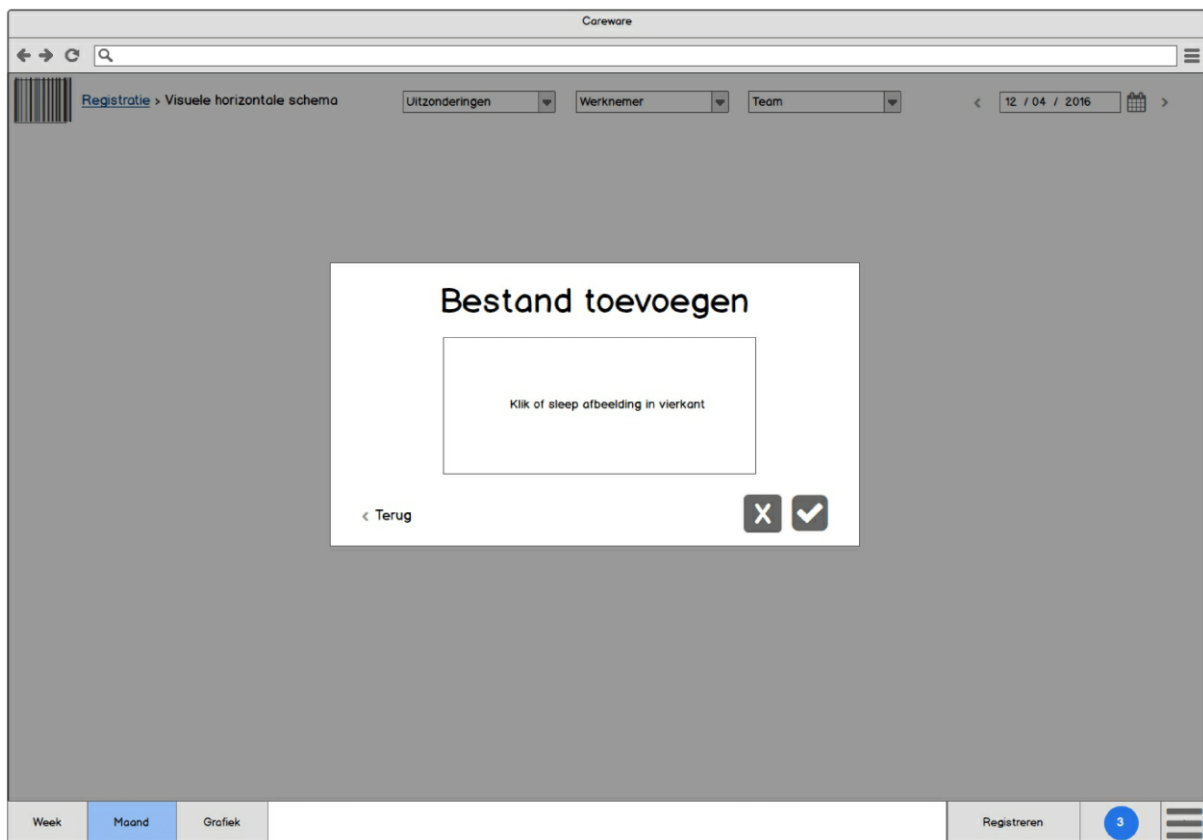 Careware
Registratie > Visuele horizontale schema
Uitzonderingen
Werknemer
Team
12 / 04 / 2016
Bestand toevoegen
Klik of sleep afbeelding in vierkant
< Terug
X
Week
Maand
Grafiek
Registreren
3